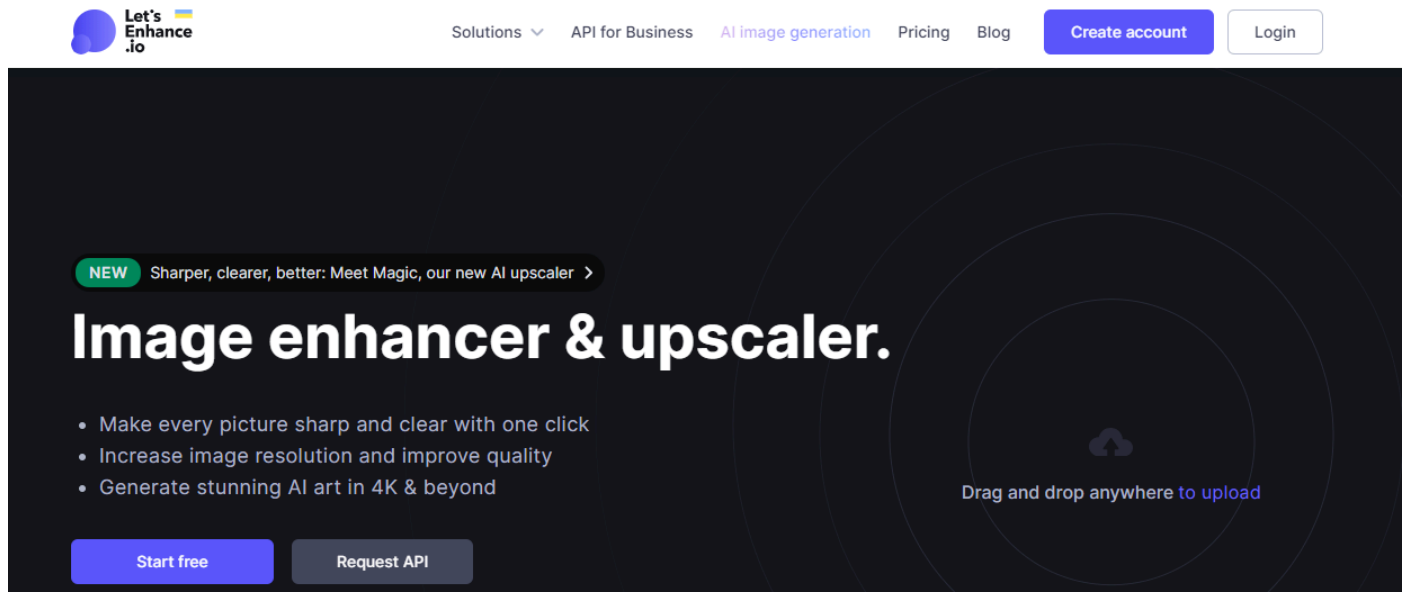 Let's
Enhance
.io
Solutions
API for Business
AI image generation
Pricing
Blog
Create account
Login
NEW
Sharper, clearer, better: Meet Magic, our new AI upscaler
Image enhancer & upscaler.
Make every picture sharp and clear with one click
Increase image resolution and improve quality
Generate stunning AI art in 4K & beyond
Drag and drop anywhere to upload
Start free
Request API